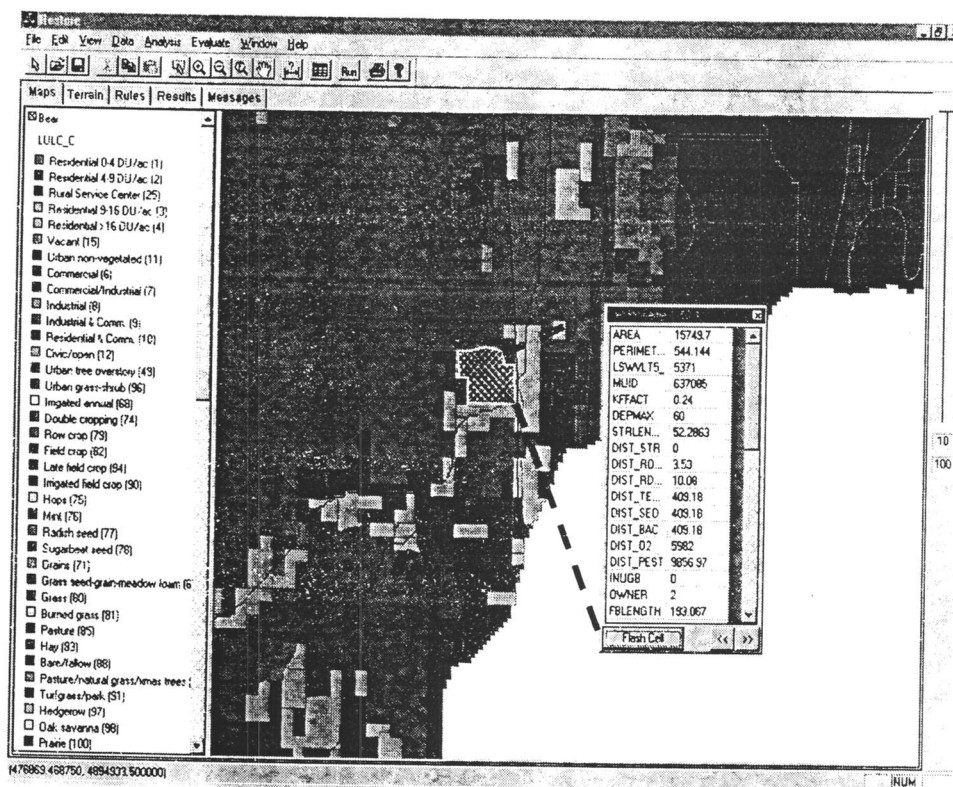 Restore
File Edit View Data Analysis Evaluate Window Help
Run
Maps Terrain Rules Results Messages
Bear
LULC_C
Residential 0-4 DU/ac (1)
Residential 4-9 DU/ac (2)
Rural Service Center (25)
Residential 9-16 DU/ac (3)
Residential >16 DU/ac (4)
Vacant (15)
Urban non-vegetated (11)
Commercial (6)
Commercial/Industrial (7)
Industrial (8)
Industrial & Comm. (9)
Residential & Comm. (10)
Civic/open (12)
Urban tree overstory (49)
Urban grass-shrub (96)
Irrigated annual (68)
Double cropping (74)
Row crop (79)
Field crop (82)
Late field crop (94)
Irrigated field crop (90)
Hops (75)
Mint (76)
Radish seed (77)
Sugarbeet seed (78)
Grains (71)
Grass seed-grain-meadow foam (6
Grass (80)
Burned grass (81)
Pasture (85)
Hay (93)
Bare/fallow (88)
Pasture/natural grass/xmas trees (
Turfgrass/park (91)
Hedgerow (97)
Oak savanna (98)
Prairie (100)
AREA 15749.7
PERIMET... 544.144
LSWVLT5_ 5371
MUID 637085
KFFACT 0.24
DEPMAX 60
STRLEN... 52.2863
DIST_STR 0
DIST_RO... 3.53
DIST_RD... 10.08
DIST_TE... 409.18
DIST_SED 409.18
DIST_BAC 409.18
DIST_O2 5982
DIST_PEST 9856.97
INUGB 0
OWNER 2
FBLENGTH 193.067
Flash Cell << >>
10
100
(476869.468750, 4894903.500000)
NUM